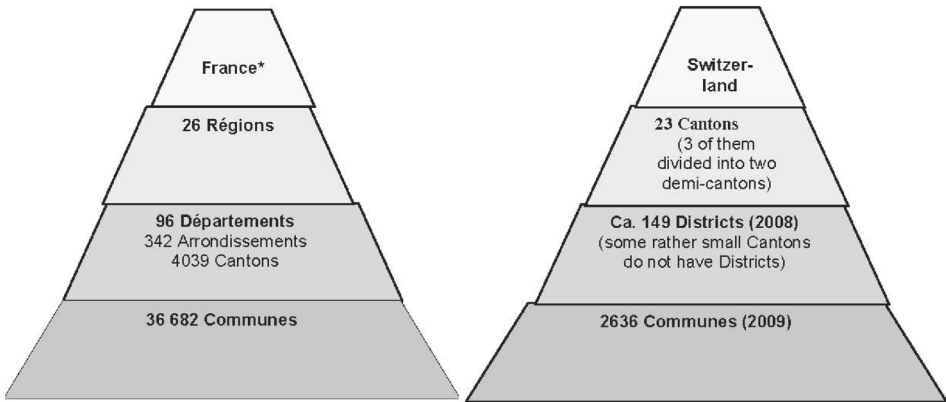 France*
26 Régions
96 Départements
342 Arrondissements
4039 Cantons
36 682 Communes
Switzer-
land
23 Cantons
(3 of them
divided into two
demi-cantons)
Ca. 149 Districts (2008)
(some rather small Cantons
do not have Districts)
2636 Communes (2009)